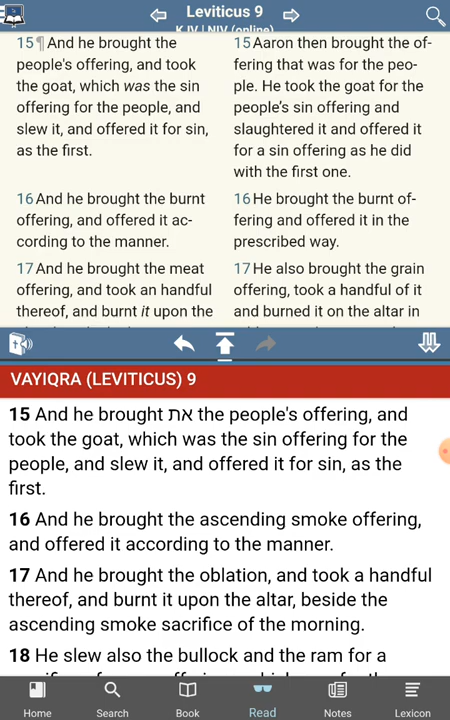 Leviticus 9
KJV | NIV (online)
15¶ And he brought the
people's offering, and took
the goat, which was the sin
offering for the people, and
slew it, and offered it for sin,
as the first.
16 And he brought the burnt
offering, and offered it ac-
cording to the manner.
17 And he brought the meat
offering, and took an handful
thereof, and burnt it upon the
15 Aaron then brought the of-
fering that was for the peo-
ple. He took the goat for the
people’s sin offering and
slaughtered it and offered it
for a sin offering as he did
with the first one.
16 He brought the burnt of-
fering and offered it in the
prescribed way.
17 He also brought the grain
offering, took a handful of it
and burned it on the altar in
VAYIQRA (LEVITICUS) 9
15 And he brought את the people's offering, and
took the goat, which was the sin offering for the
people, and slew it, and offered it for sin, as the
first.
16 And he brought the ascending smoke offering,
and offered it according to the manner.
17 And he brought the oblation, and took a handful
thereof, and burnt it upon the altar, beside the
ascending smoke sacrifice of the morning.
18 He slew also the bullock and the ram for a
Home
Search
Book
Read
Notes
Lexicon